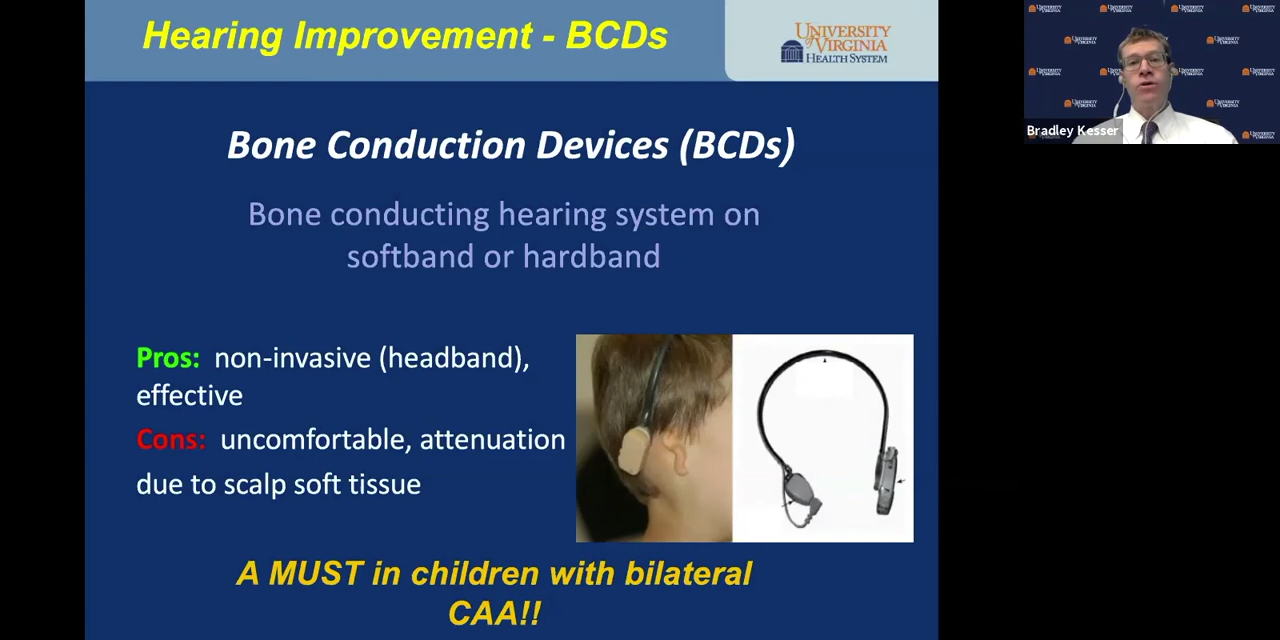 Hearing Improvement - BCDs
UNIVERSITY
of VIRGINIA
HEALTH SYSTEM
Bone Conduction Devices (BCDs)
Bone conducting hearing system on
softband or hardband
Pros: non-invasive (headband),
effective
Cons: uncomfortable, attenuation
due to scalp soft tissue
A MUST in children with bilateral
CAA!!
Bradley Kesser